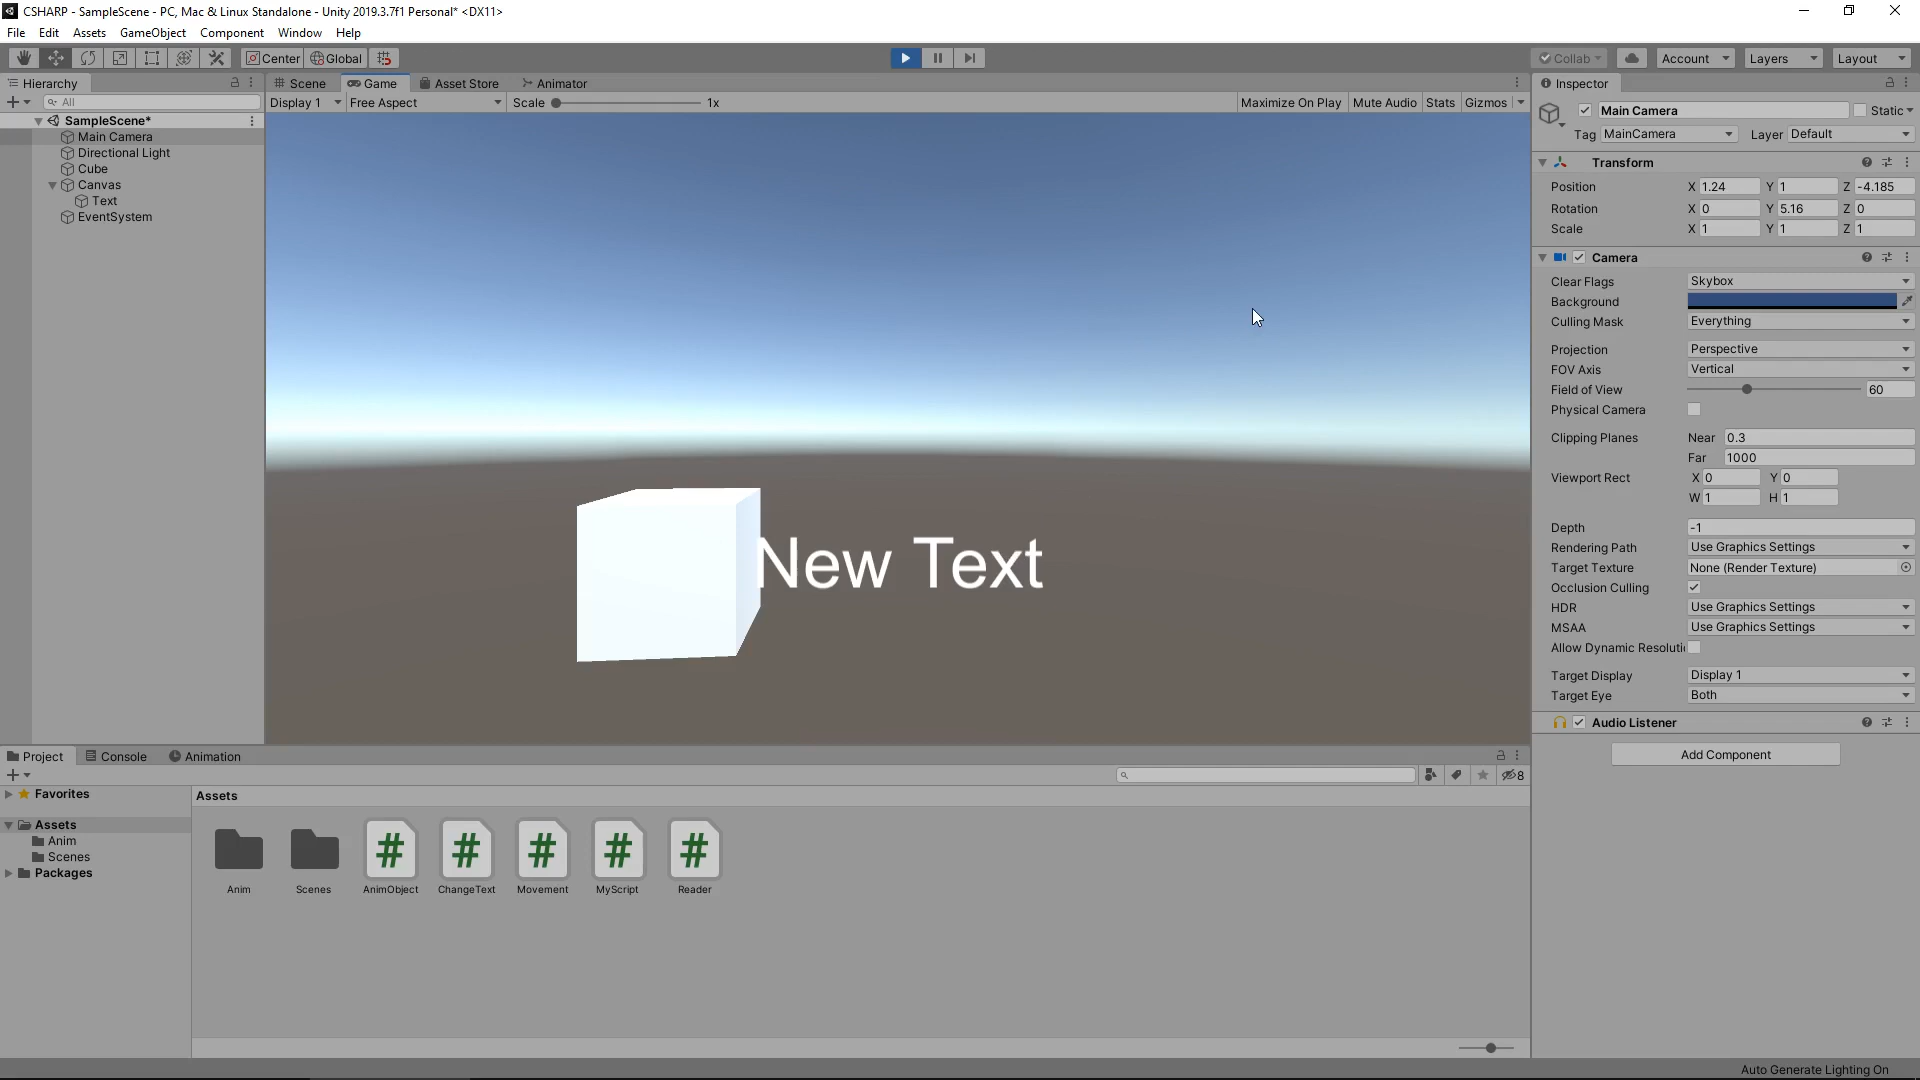 CSHARP - SampleScene - PC, Mac & Linux Standalone - Unity 2019.3.7f1 Personal* <DX11>
File Edit Assets GameObject Component Window Help
Center Global Collab Account Layers Layout
Hierarchy
All
SampleScene*
Main Camera
Directional Light
Cube
Canvas
Text
EventSystem
Scene Game Asset Store Animator
Display 1 Free Aspect Scale 1x Maximize On Play Mute Audio Stats Gizmos
New Text
Inspector
Main Camera Static
Tag MainCamera Layer Default
Transform
Position X 1.24 Y 1 Z -4.185
Rotation X 0 Y 5.16 Z 0
Scale X 1 Y 1 Z 1
Camera
Clear Flags Skybox
Background
Culling Mask Everything
Projection Perspective
FOV Axis Vertical
Field of View 60
Physical Camera
Clipping Planes Near 0.3
Far 1000
Viewport Rect X 0 Y 0
W 1 H 1
Depth -1
Rendering Path Use Graphics Settings
Target Texture None (Render Texture)
Occlusion Culling
HDR Use Graphics Settings
MSAA Use Graphics Settings
Allow Dynamic Resoluti
Target Display Display 1
Target Eye Both
Audio Listener
Add Component
Project Console Animation
8
Favorites
Assets
Anim
Scenes
Packages
Assets
Anim Scenes AnimObject ChangeText Movement MyScript Reader
Auto Generate Lighting On